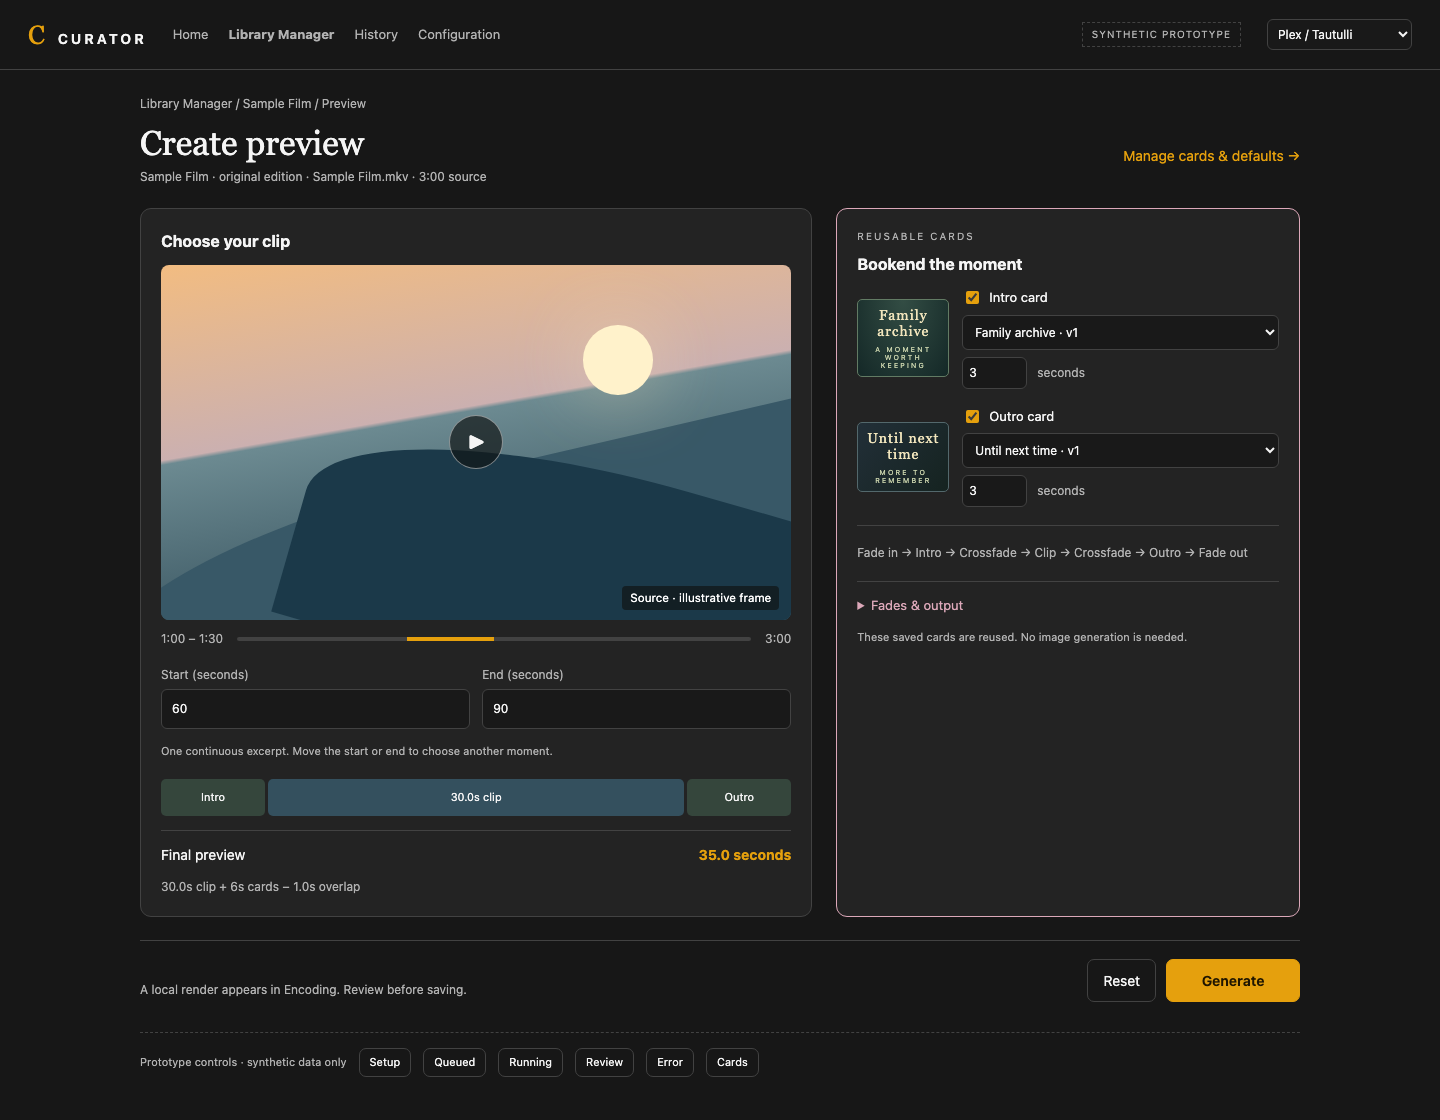 C CURATOR
Home Library Manager History Configuration
SYNTHETIC PROTOTYPE
Plex / Tautulli
Library Manager / Sample Film / Preview
Create preview
Sample Film · original edition · Sample Film.mkv · 3:00 source
Manage cards & defaults →
Choose your clip
Source · illustrative frame
1:00 – 1:30
3:00
Start (seconds)
End (seconds)
60
90
One continuous excerpt. Move the start or end to choose another moment.
Intro
30.0s clip
Outro
Final preview
35.0 seconds
30.0s clip + 6s cards − 1.0s overlap
REUSABLE CARDS
Bookend the moment
Family
archive
A MOMENT
WORTH
KEEPING
Intro card
Family archive · v1
3
seconds
Until next
time
MORE TO
REMEMBER
Outro card
Until next time · v1
3
seconds
Fade in → Intro → Crossfade → Clip → Crossfade → Outro → Fade out
Fades & output
These saved cards are reused. No image generation is needed.
A local render appears in Encoding. Review before saving.
Reset
Generate
Prototype controls · synthetic data only
Setup
Queued
Running
Review
Error
Cards